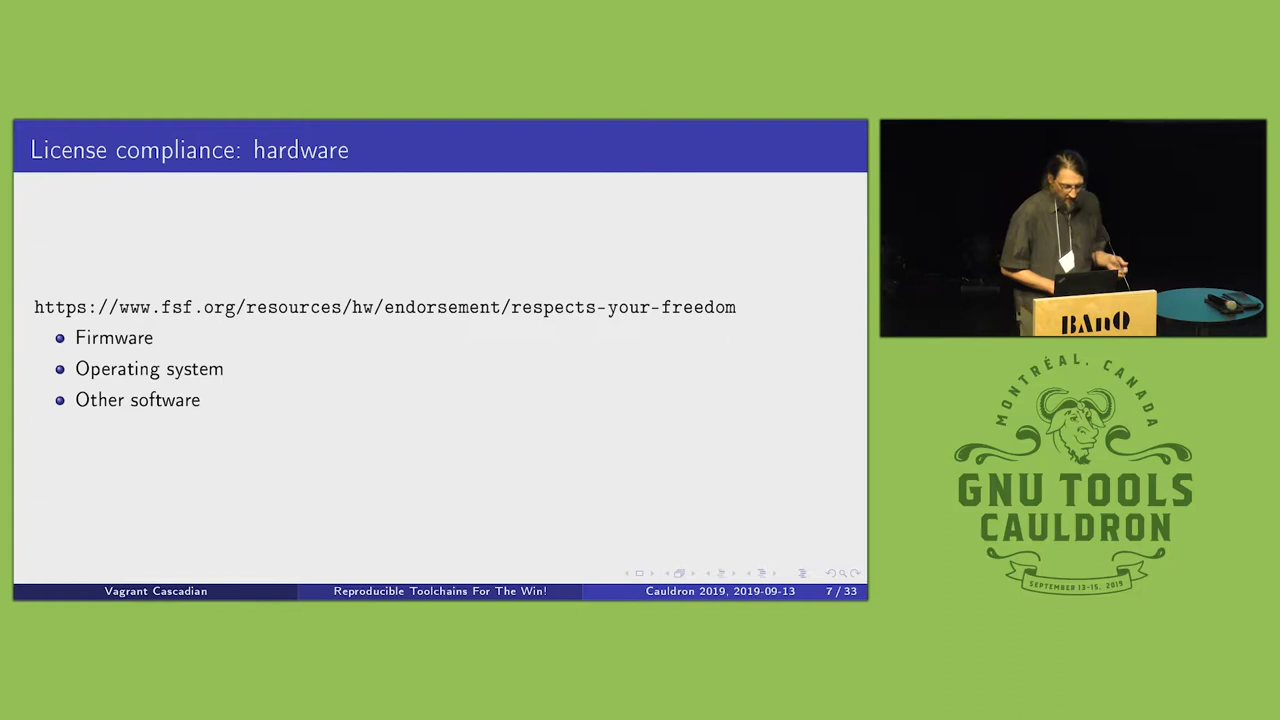 License compliance: hardware
https://www.fsf.org/resources/hw/endorsement/respects-your-freedom
Firmware
Operating system
Other software
Vagrant Cascadian
Reproducible Toolchains For The Win!
Cauldron 2019, 2019-09-13
7 / 33
BAnQ
MONTRÉAL, CANADA
GNU TOOLS
CAULDRON
SEPTEMBER 13-15, 2019